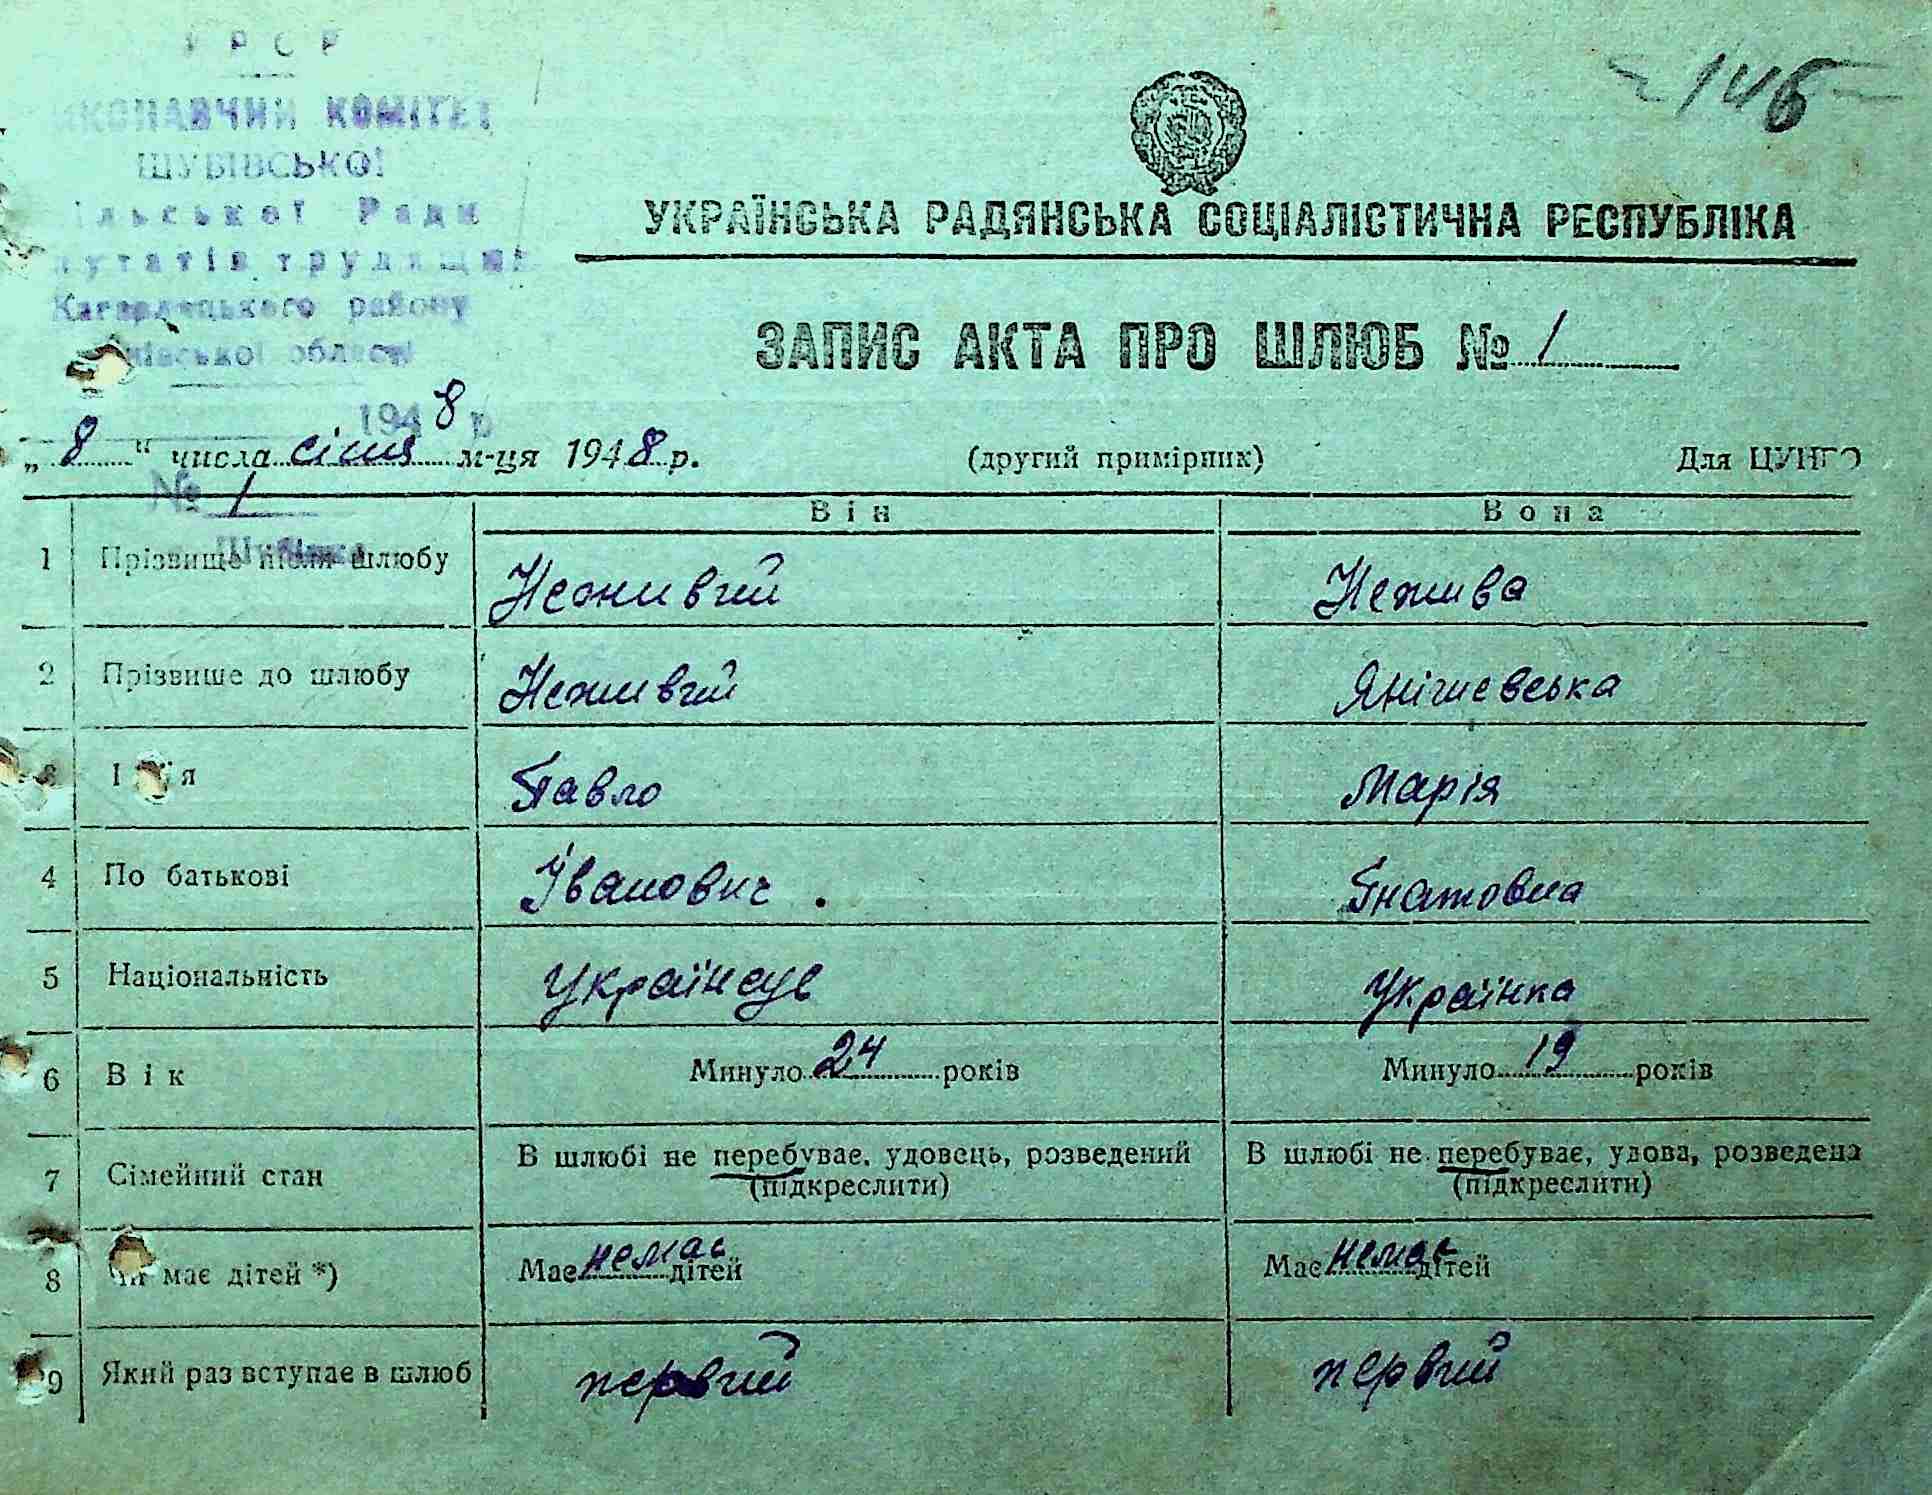 УРСР
ВИКОНАВЧИЙ КОМІТЕТ
ШУБІВСЬКОЇ
ільської Ради
путатів трудящих
Кагарлицького району
Київської області
1948 р.
№ 1
Шубівка
146
УКРАЇНСЬКА РАДЯНСЬКА СОЦІАЛІСТИЧНА РЕСПУБЛІКА
ЗАПИС АКТА ПРО ШЛЮБ № 1
„8“ числа січня м-ця 1948 р. (другий примірник) Для ЦУНГО
Він Вона
1 Прізвище після шлюбу Неживий Нежива
2 Прізвише до шлюбу Неживий Янішевська
3 Ім'я Павло Марія
4 По батькові Іванович . Гнатовна
5 Національність Українець Українка
6 Вік Минуло 24 років Минуло 19 років
7 Сімейний стан В шлюбі не перебуває, удовець, розведений (підкреслити) В шлюбі не перебуває, удова, розведена (підкреслити)
8 Чи має дітей *) Має немає дітей Має немає дітей
9 Який раз вступає в шлюб первий первий